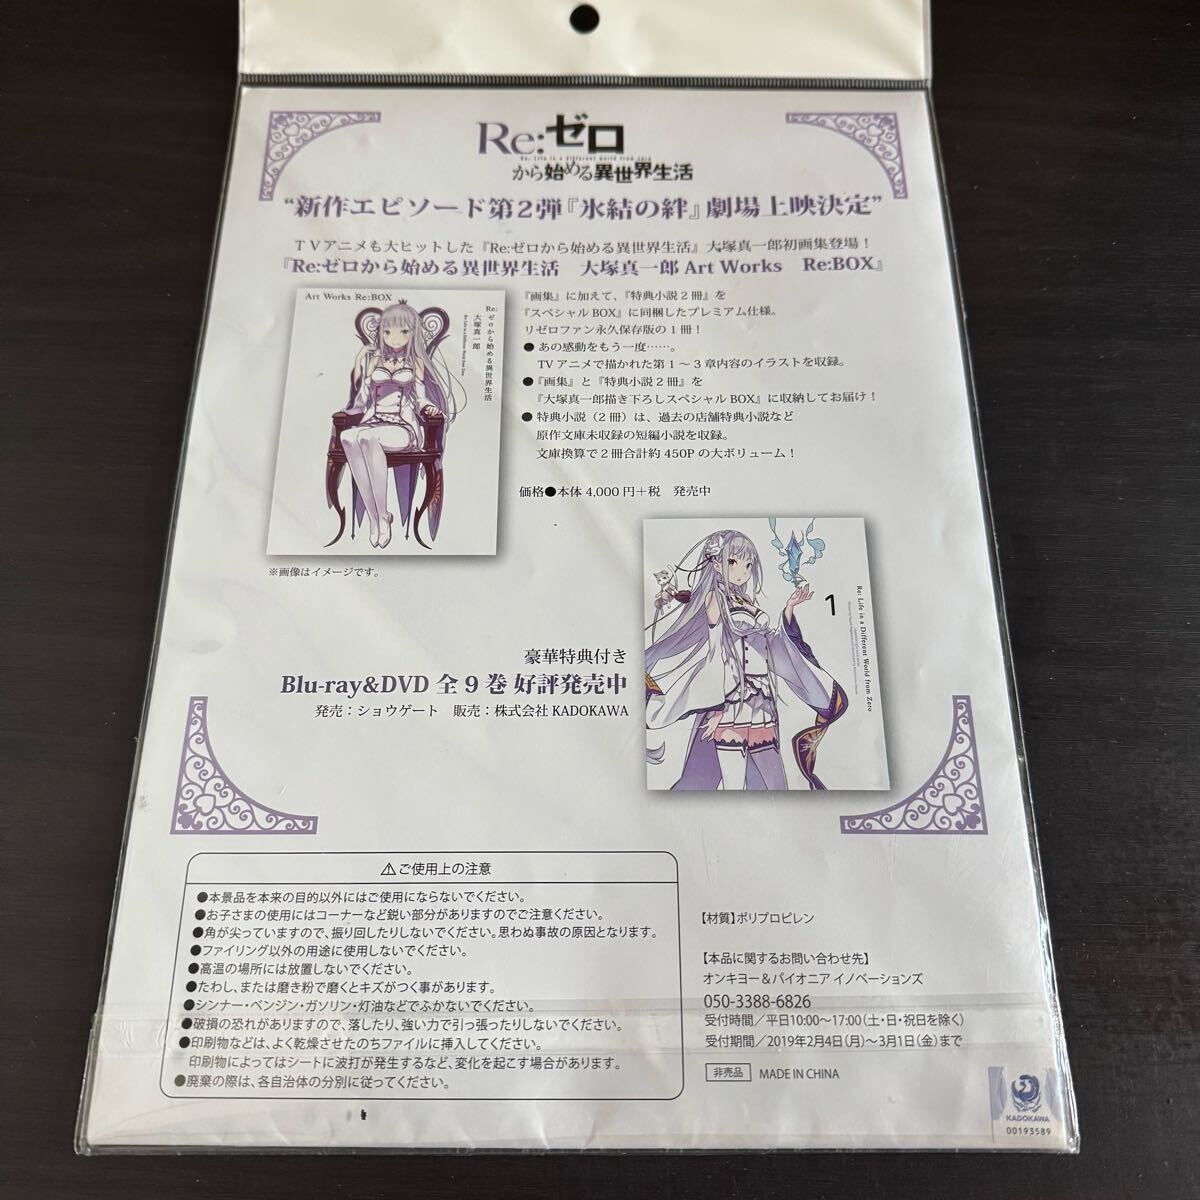 Re:ゼロ
Re: Life in a different world from zero
から始める異世界生活
“新作エピソード第2弾『氷結の絆』劇場上映決定”
TVアニメも大ヒットした『Re:ゼロから始める異世界生活』大塚真一郎初画集登場！
『Re:ゼロから始める異世界生活　大塚真一郎 Art Works　Re:BOX』
Art Works Re:BOX
Re:ゼロから始める異世界生活
大塚真一郎
『画集』に加えて、『特典小説2冊』を
『スペシャルBOX』に同梱したプレミアム仕様。
リゼロファン永久保存版の1冊！
●あの感動をもう一度……。
TVアニメで描かれた第1～3章内容のイラストを収録。
●『画集』と『特典小説2冊』を
『大塚真一郎描き下ろしスペシャルBOX』に収納してお届け！
●特典小説（2冊）は、過去の店舗特典小説など
原作文庫未収録の短編小説を収録。
文庫換算で2冊合計約450Pの大ボリューム！
価格●本体4,000円＋税　発売中
※画像はイメージです。
1
Re: Life in a Different World from Zero
豪華特典付き
Blu-ray&DVD 全9巻 好評発売中
発売：ショウゲート　販売：株式会社KADOKAWA
⚠ご使用上の注意
●本景品を本来の目的以外にはご使用にならないでください。
●お子さまの使用にはコーナーなど鋭い部分がありますのでご注意ください。
●角が尖っていますので、振り回したりしないでください。思わぬ事故の原因となります。
●ファイリング以外の用途に使用しないでください。
●高温の場所には放置しないでください。
●たわし、または磨き粉で磨くとキズがつく事があります。
●シンナー・ベンジン・ガソリン・灯油などでふかないでください。
●破損の恐れがありますので、落したり、強い力で引っ張ったりしないでください。
●印刷物などは、よく乾燥させたのちファイルに挿入してください。
印刷物によってはシートに波打が発生するなど、変化を起こす場合があります。
●廃棄の際は、各自治体の分別に従ってください。
【材質】ポリプロピレン
【本品に関するお問い合わせ先】
オンキヨー＆パイオニア イノベーションズ
050-3388-6826
受付時間／平日10:00～17:00（土・日・祝日を除く）
受付期間／2019年2月4日（月）～3月1日（金）まで
非売品 MADE IN CHINA
KADOKAWA
00193589